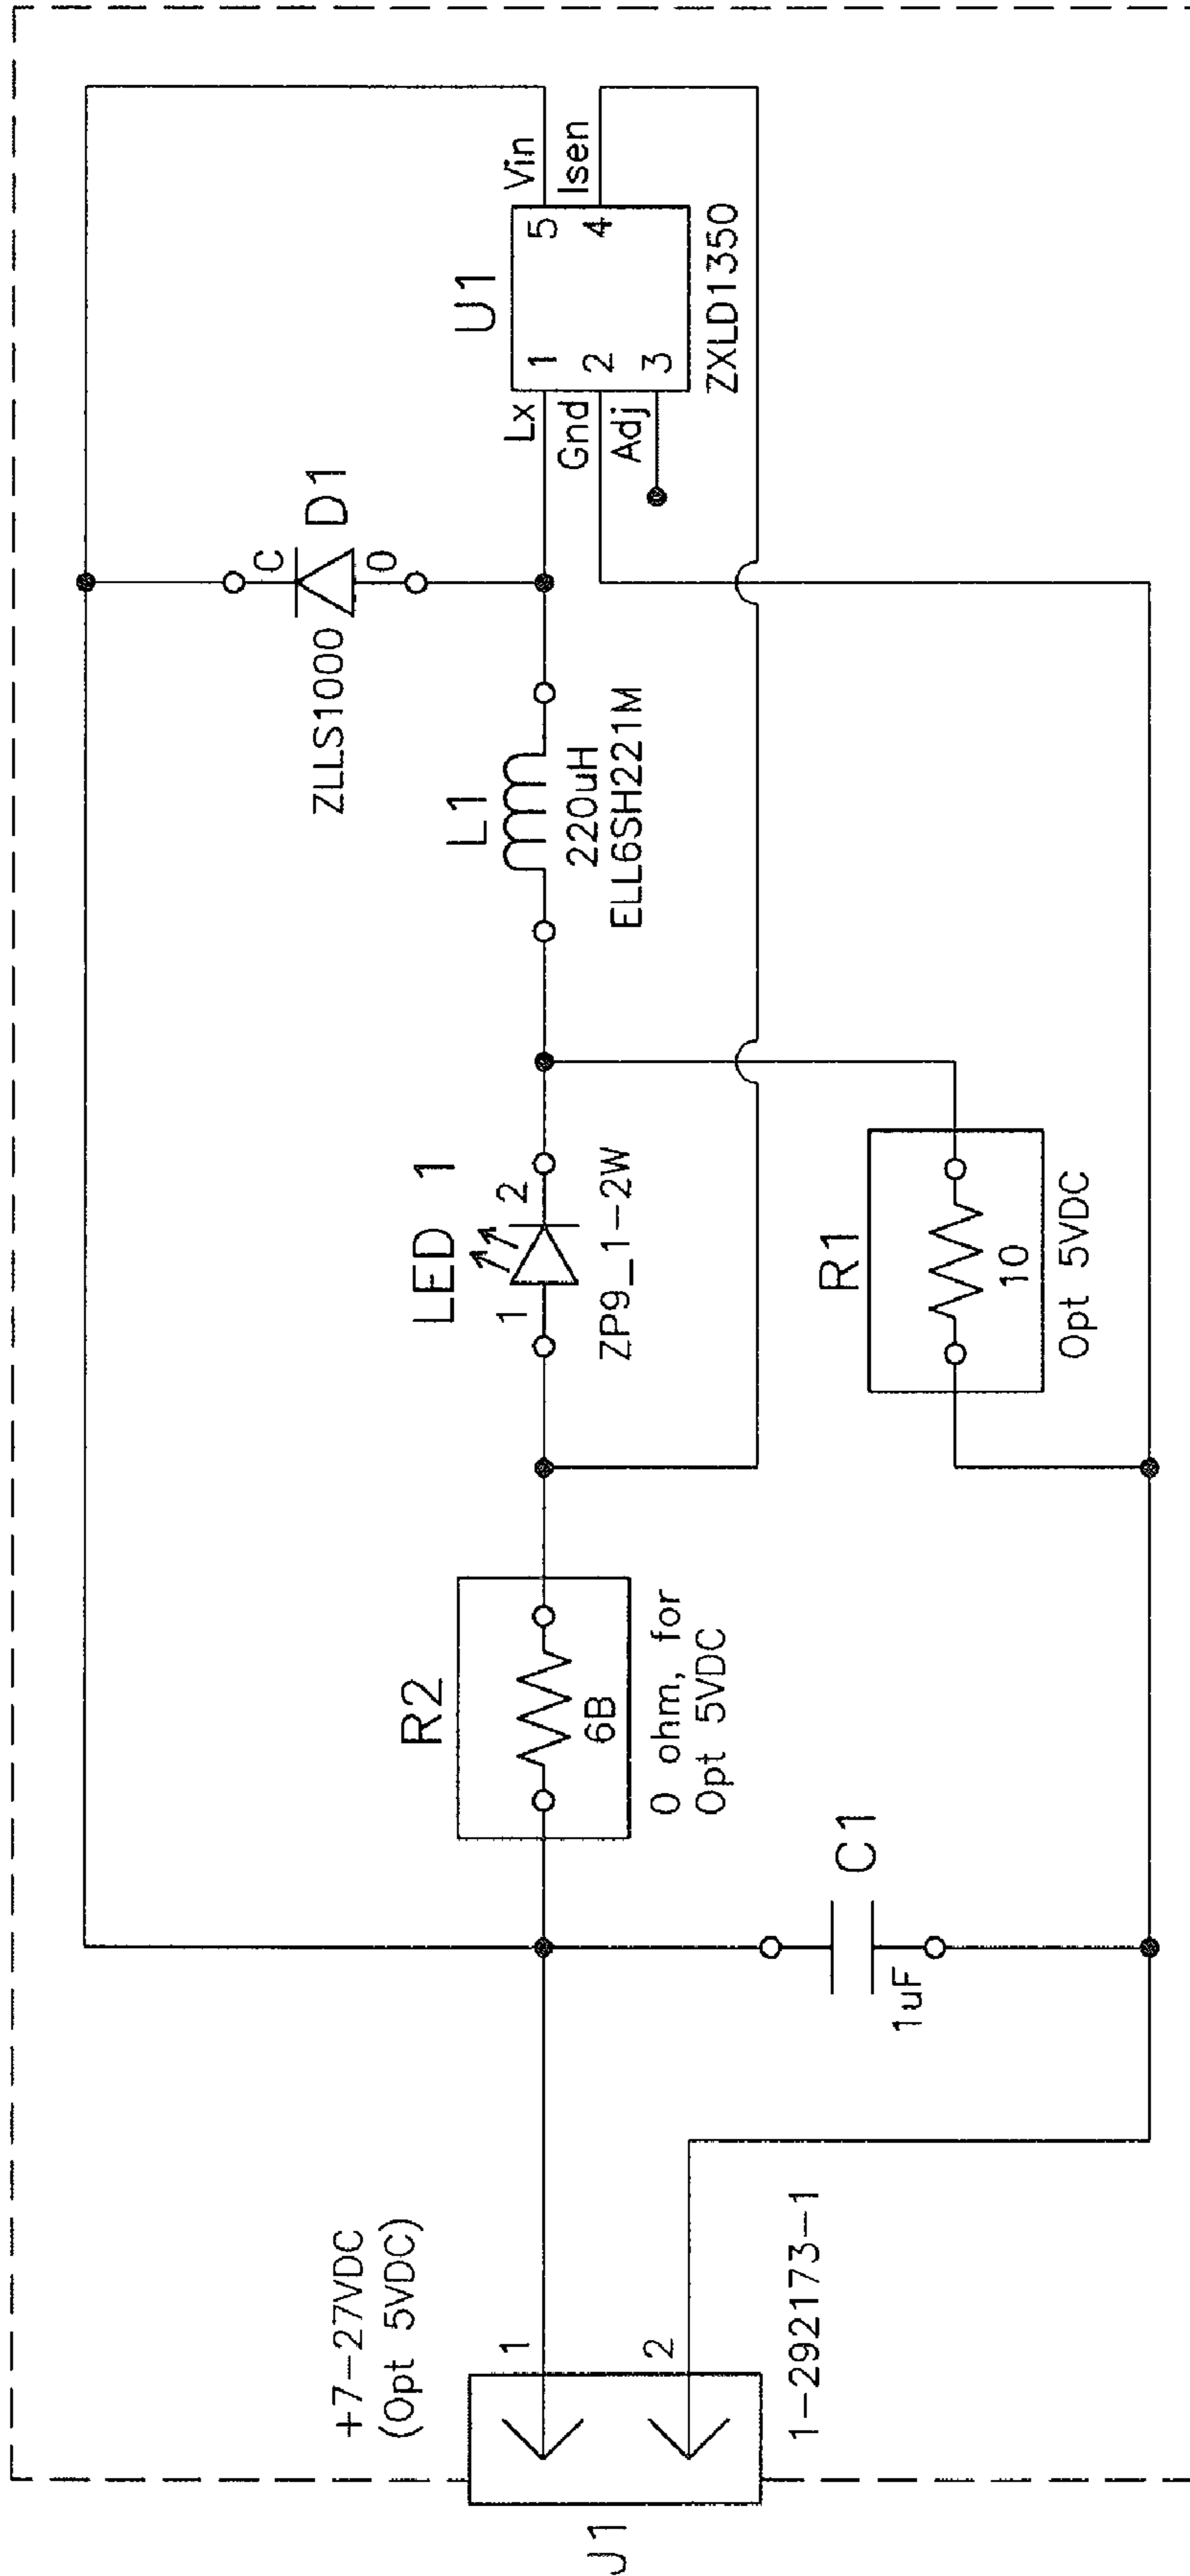 J1
+7-27VDC
(Opt 5VDC)
1
2
1-292173-1
R2
6B
0 ohm, for
Opt 5VDC
C1
1uF
LED 1
1
2
ZP9_1-2W
R1
10
Opt 5VDC
L1
220uH
ELL6SH221M
ZLLS1000
C
O
D1
U1
Lx
Gnd
Adj
1
2
3
5
4
Vin
Isen
ZXLD1350